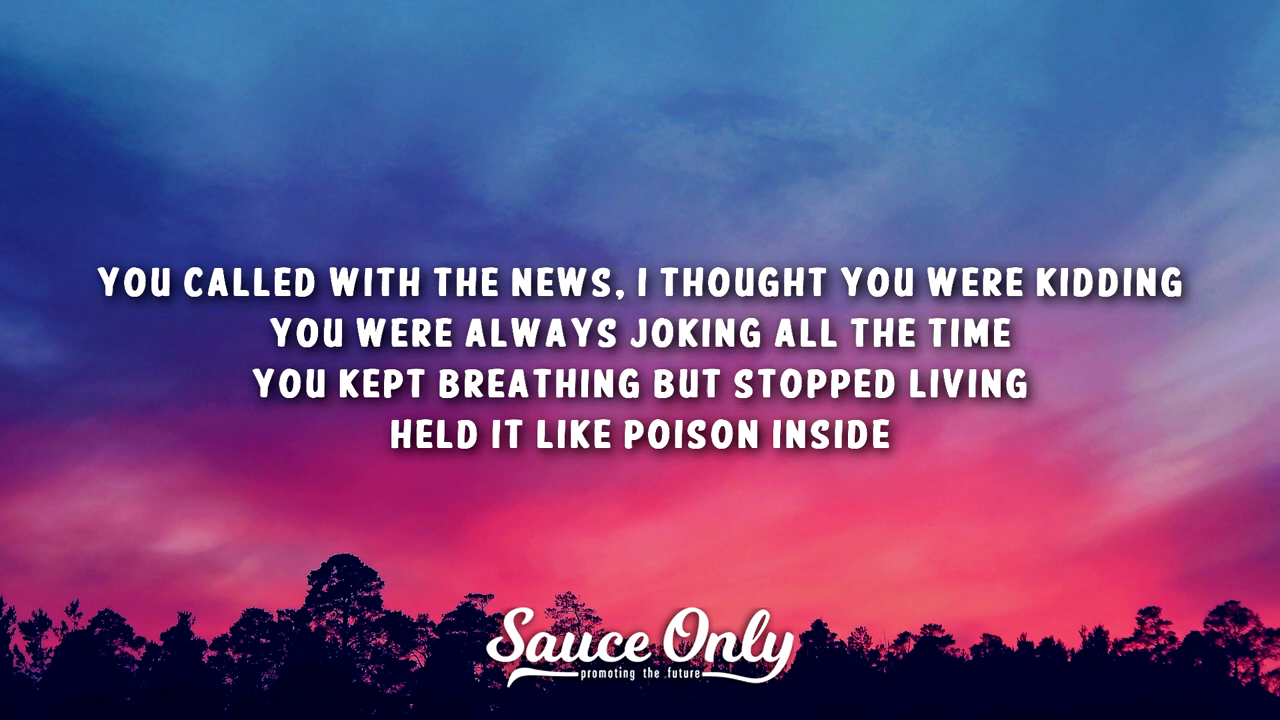 YOU CALLED WITH THE NEWS, I THOUGHT YOU WERE KIDDING
YOU WERE ALWAYS JOKING ALL THE TIME
YOU KEPT BREATHING BUT STOPPED LIVING
HELD IT LIKE POISON INSIDE
Sauce Only
promoting the future